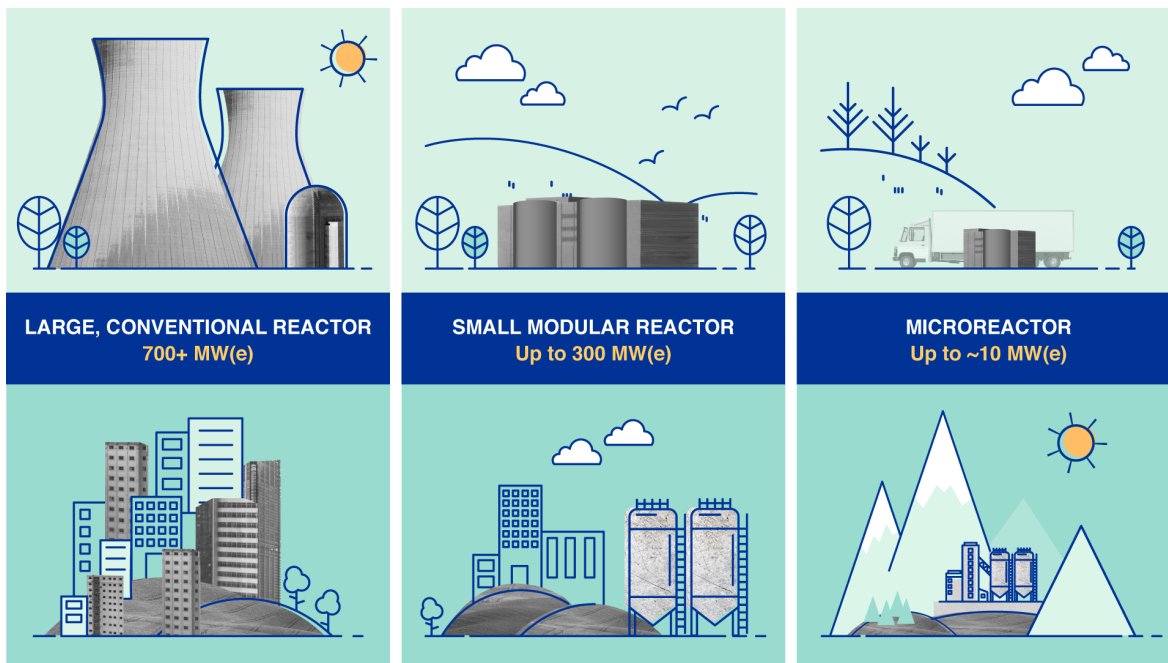 LARGE, CONVENTIONAL REACTOR
700+ MW(e)
SMALL MODULAR REACTOR
Up to 300 MW(e)
MICROREACTOR
Up to ~10 MW(e)